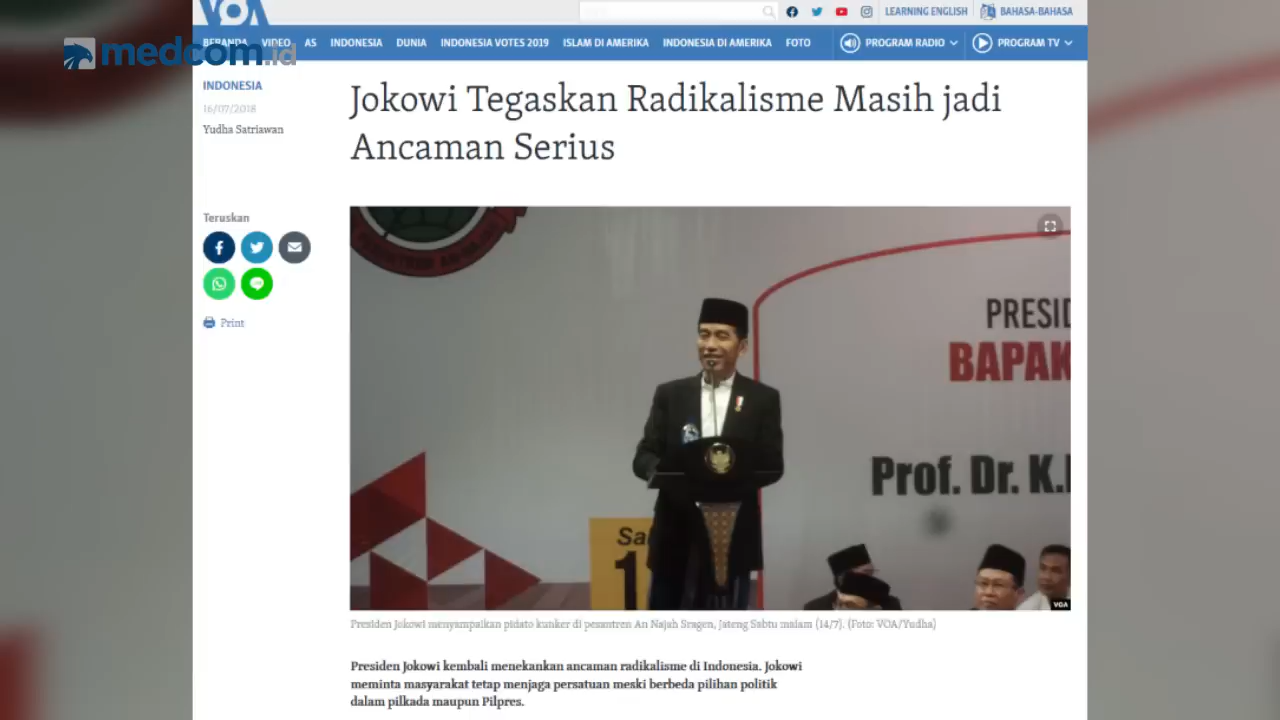 VOA
LEARNING ENGLISH
BAHASA-BAHASA
medcom.id
BERANDA VIDEO AS INDONESIA DUNIA INDONESIA VOTES 2019 ISLAM DI AMERIKA INDONESIA DI AMERIKA FOTO PROGRAM RADIO PROGRAM TV
INDONESIA
16/07/2018
Yudha Satriawan
Jokowi Tegaskan Radikalisme Masih jadi
Ancaman Serius
Teruskan
Print
PRESID
BAPAK
Prof. Dr. K.
Sa
1
VOA
Presiden Jokowi menyampaikan pidato kunker di pesantren An Najah Sragen, Jateng Sabtu malam (14/7). (Foto: VOA/Yudha)
Presiden Jokowi kembali menekankan ancaman radikalisme di Indonesia. Jokowi
meminta masyarakat tetap menjaga persatuan meski berbeda pilihan politik
dalam pilkada maupun Pilpres.